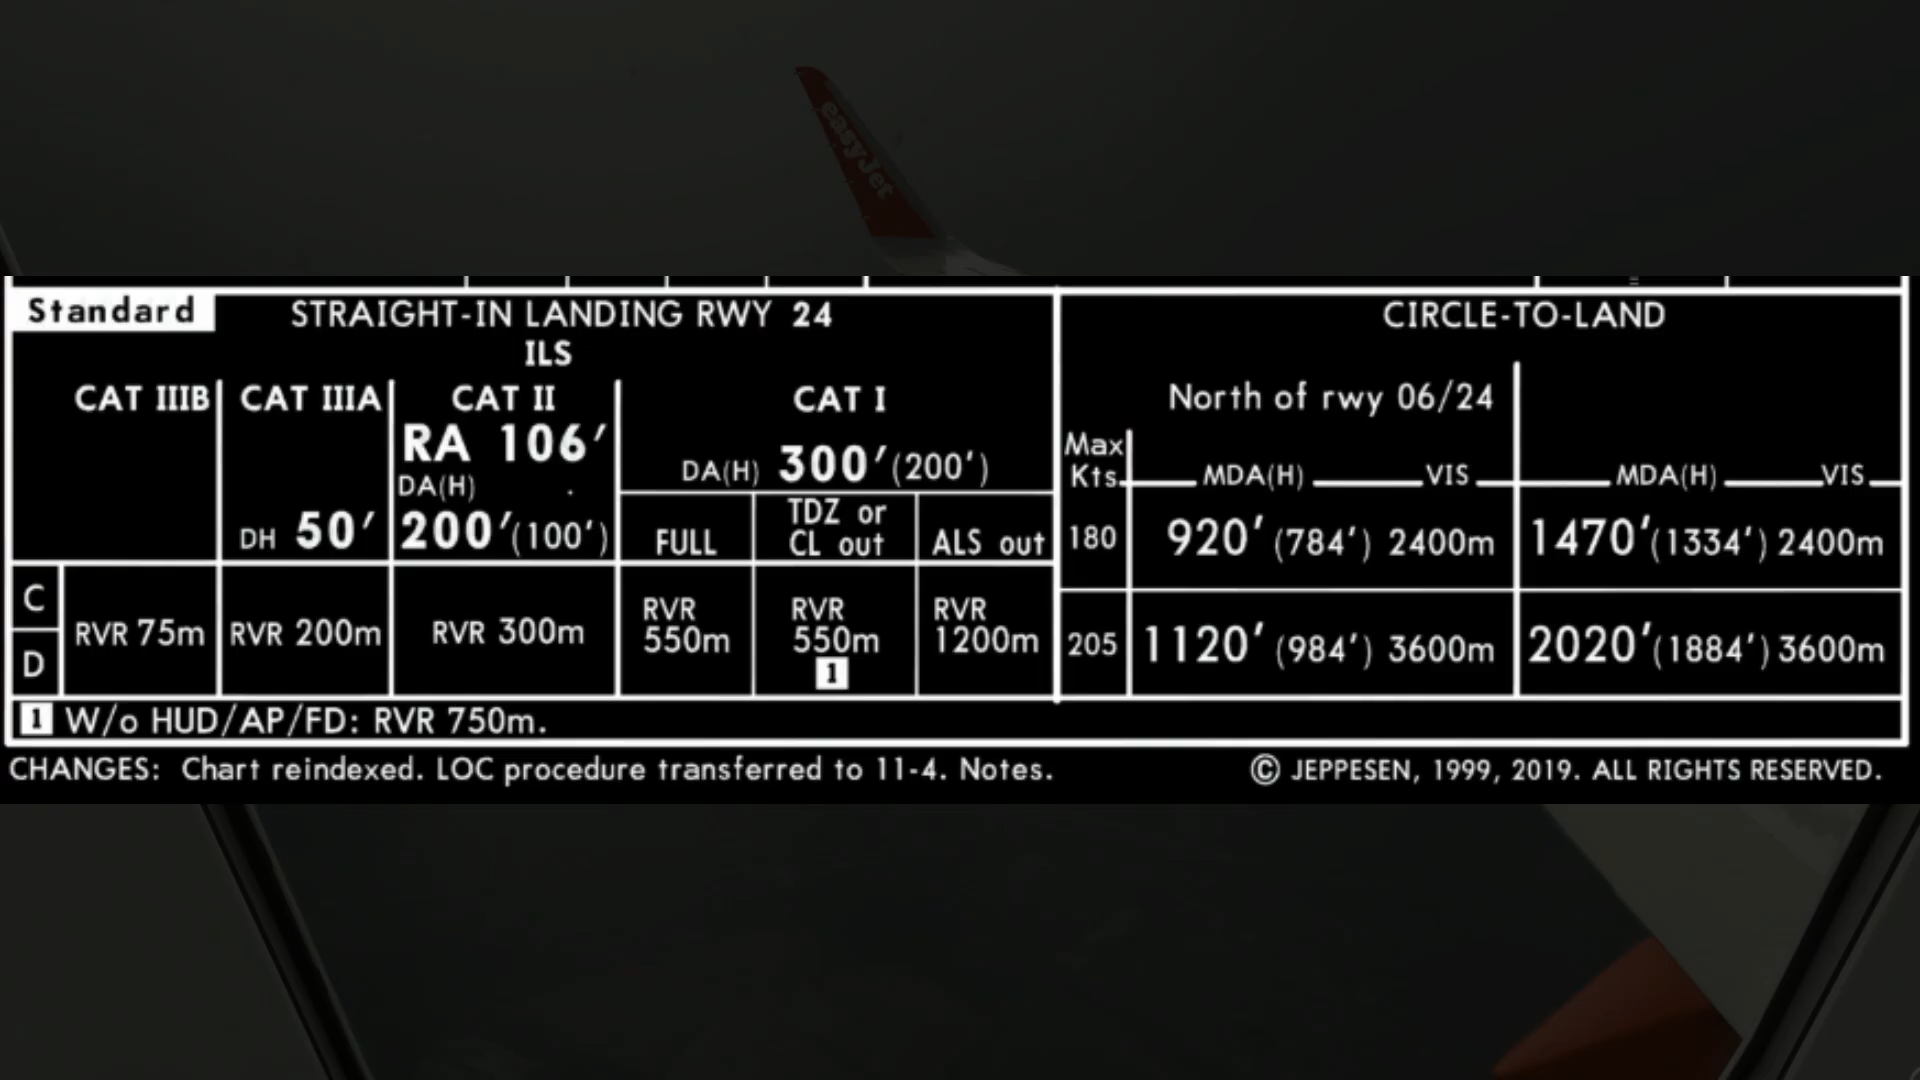 easyJet
Standard
STRAIGHT-IN LANDING RWY 24
ILS
CAT IIIB
CAT IIIA
DH 50'
CAT II
RA 106'
DA(H)
200'(100')
CAT I
DA(H) 300'(200')
FULL
TDZ or
CL out
ALS out
C
D
RVR 75m
RVR 200m
RVR 300m
RVR
550m
RVR
550m
1
RVR
1200m
CIRCLE-TO-LAND
North of rwy 06/24
Max
Kts
MDA(H) VIS
MDA(H) VIS
180 920'(784') 2400m 1470'(1334') 2400m
205 1120'(984') 3600m 2020'(1884') 3600m
1 W/o HUD/AP/FD: RVR 750m.
CHANGES: Chart reindexed. LOC procedure transferred to 11-4. Notes.
© JEPPESEN, 1999, 2019. ALL RIGHTS RESERVED.